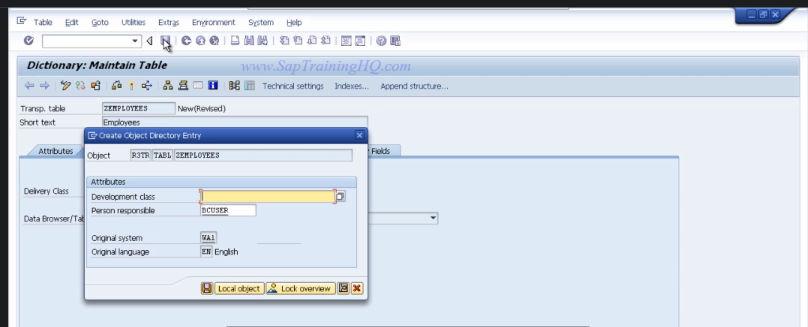 Table Edit Goto Utilities Extras Environment System Help
Dictionary: Maintain Table
www.SapTrainingHQ.com
Technical settings Indexes... Append structure...
Transp. table ZEMPLOYEES New(Revised)
Short text Employees
Attributes Fields
Create Object Directory Entry
Object R3TR TABL ZEMPLOYEES
Attributes
Delivery Class
Development class
Person responsible BCUSER
Data Browser/Tab
Original system WA1
Original language EN English
Local object Lock overview